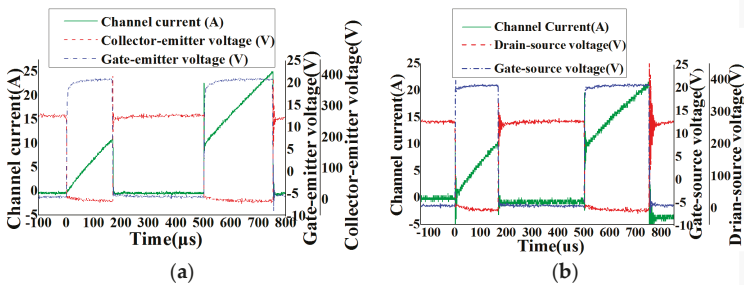 Channel current (A)
Collector-emitter voltage (V)
Gate-emitter voltage (V)
Channel current(A)
25
20
15
10
5
0
-5
-100 0 100 200 300 400 500 600 700 800
Time(μs)
25
20
15
10
5
0
-5
-10
Gate-emitter voltage(V)
400
300
200
100
0
Collector-emitter voltage(V)
(a)
Channel Current(A)
Drain-source voltage(V)
Gate-source voltage(V)
Channel current(A)
25
20
15
10
5
0
-5
-100 0 100 200 300 400 500 600 700 800
Time(us)
25
20
15
10
5
0
-5
-10
Gate-source voltage(V)
400
300
200
100
0
Drian-source voltage(V)
(b)